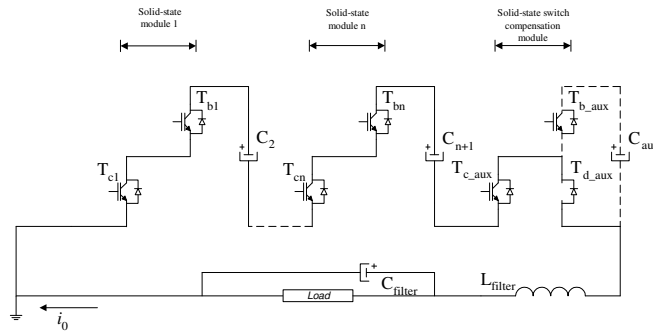 Solid-state
module 1
Solid-state
module n
Solid-state switch
compensation
module
T_b1
T_bn
T_b_aux
C_2
C_n+1
C_au
T_c1
T_cn
T_c_aux
T_d_aux
+
+
+
+
C_filter
L_filter
Load
i_0